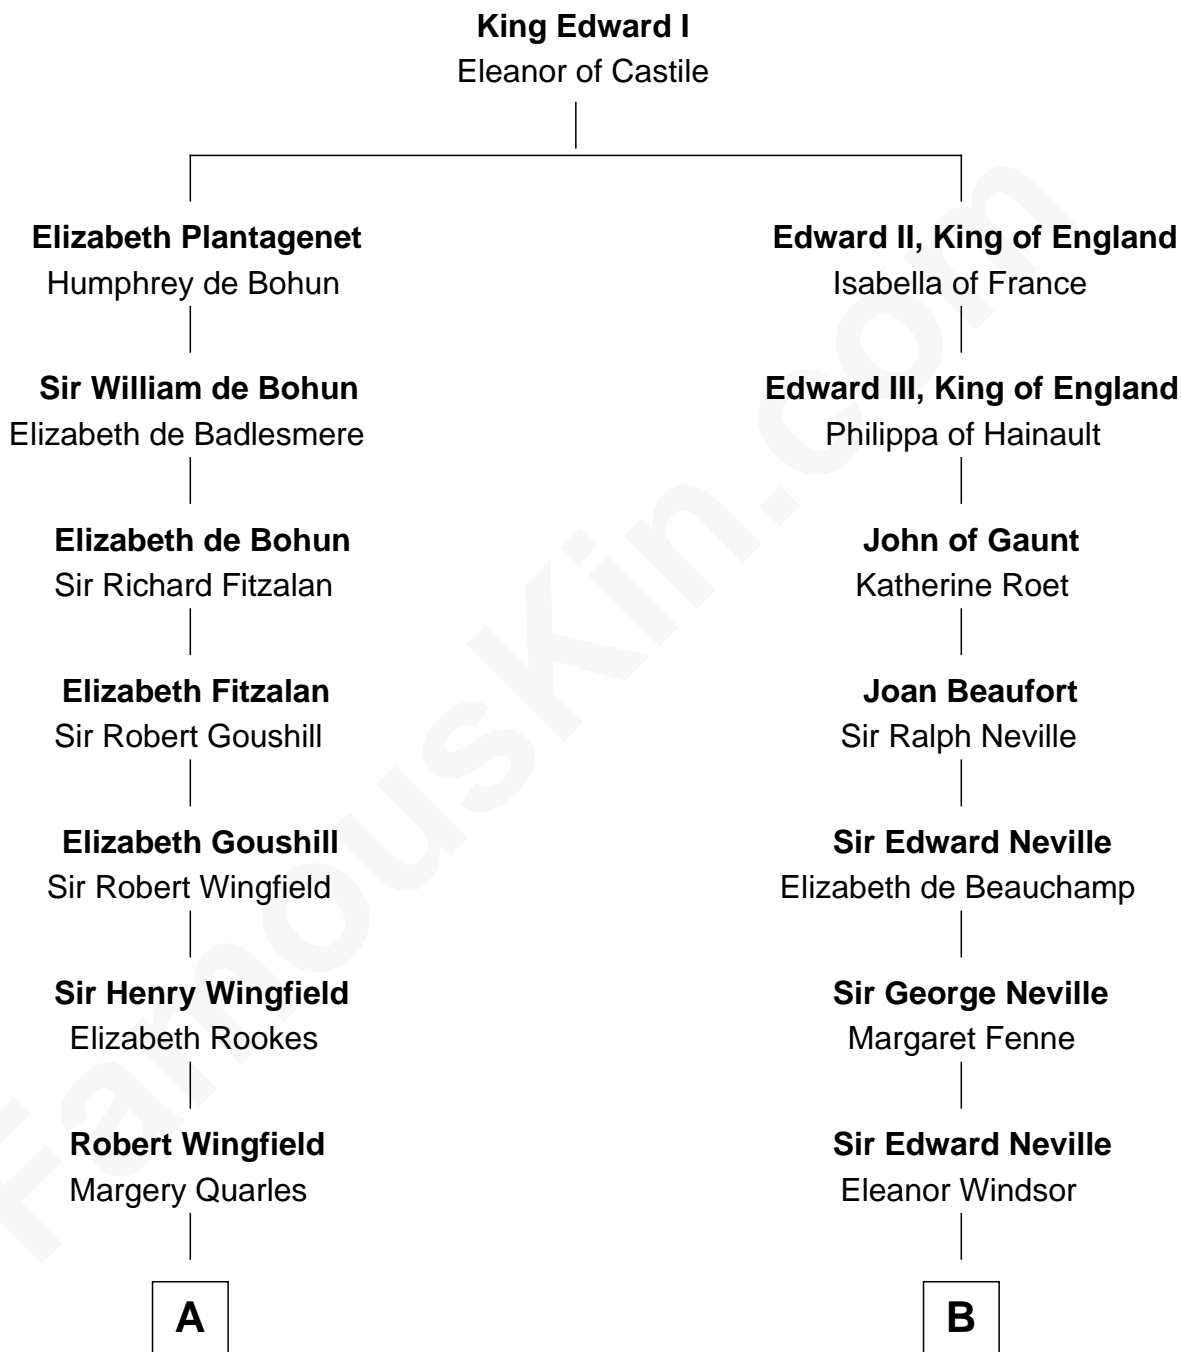 King Edward I
Eleanor of Castile
Elizabeth Plantagenet
Humphrey de Bohun
Edward II, King of England
Isabella of France
Sir William de Bohun
Elizabeth de Badlesmere
Edward III, King of England
Philippa of Hainault
Elizabeth de Bohun
Sir Richard Fitzalan
John of Gaunt
Katherine Roet
Elizabeth Fitzalan
Sir Robert Goushill
Joan Beaufort
Sir Ralph Neville
Elizabeth Goushill
Sir Robert Wingfield
Sir Edward Neville
Elizabeth de Beauchamp
Sir Henry Wingfield
Elizabeth Rookes
Sir George Neville
Margaret Fenne
Robert Wingfield
Margery Quarles
Sir Edward Neville
Eleanor Windsor
A
B
FamousKin.com